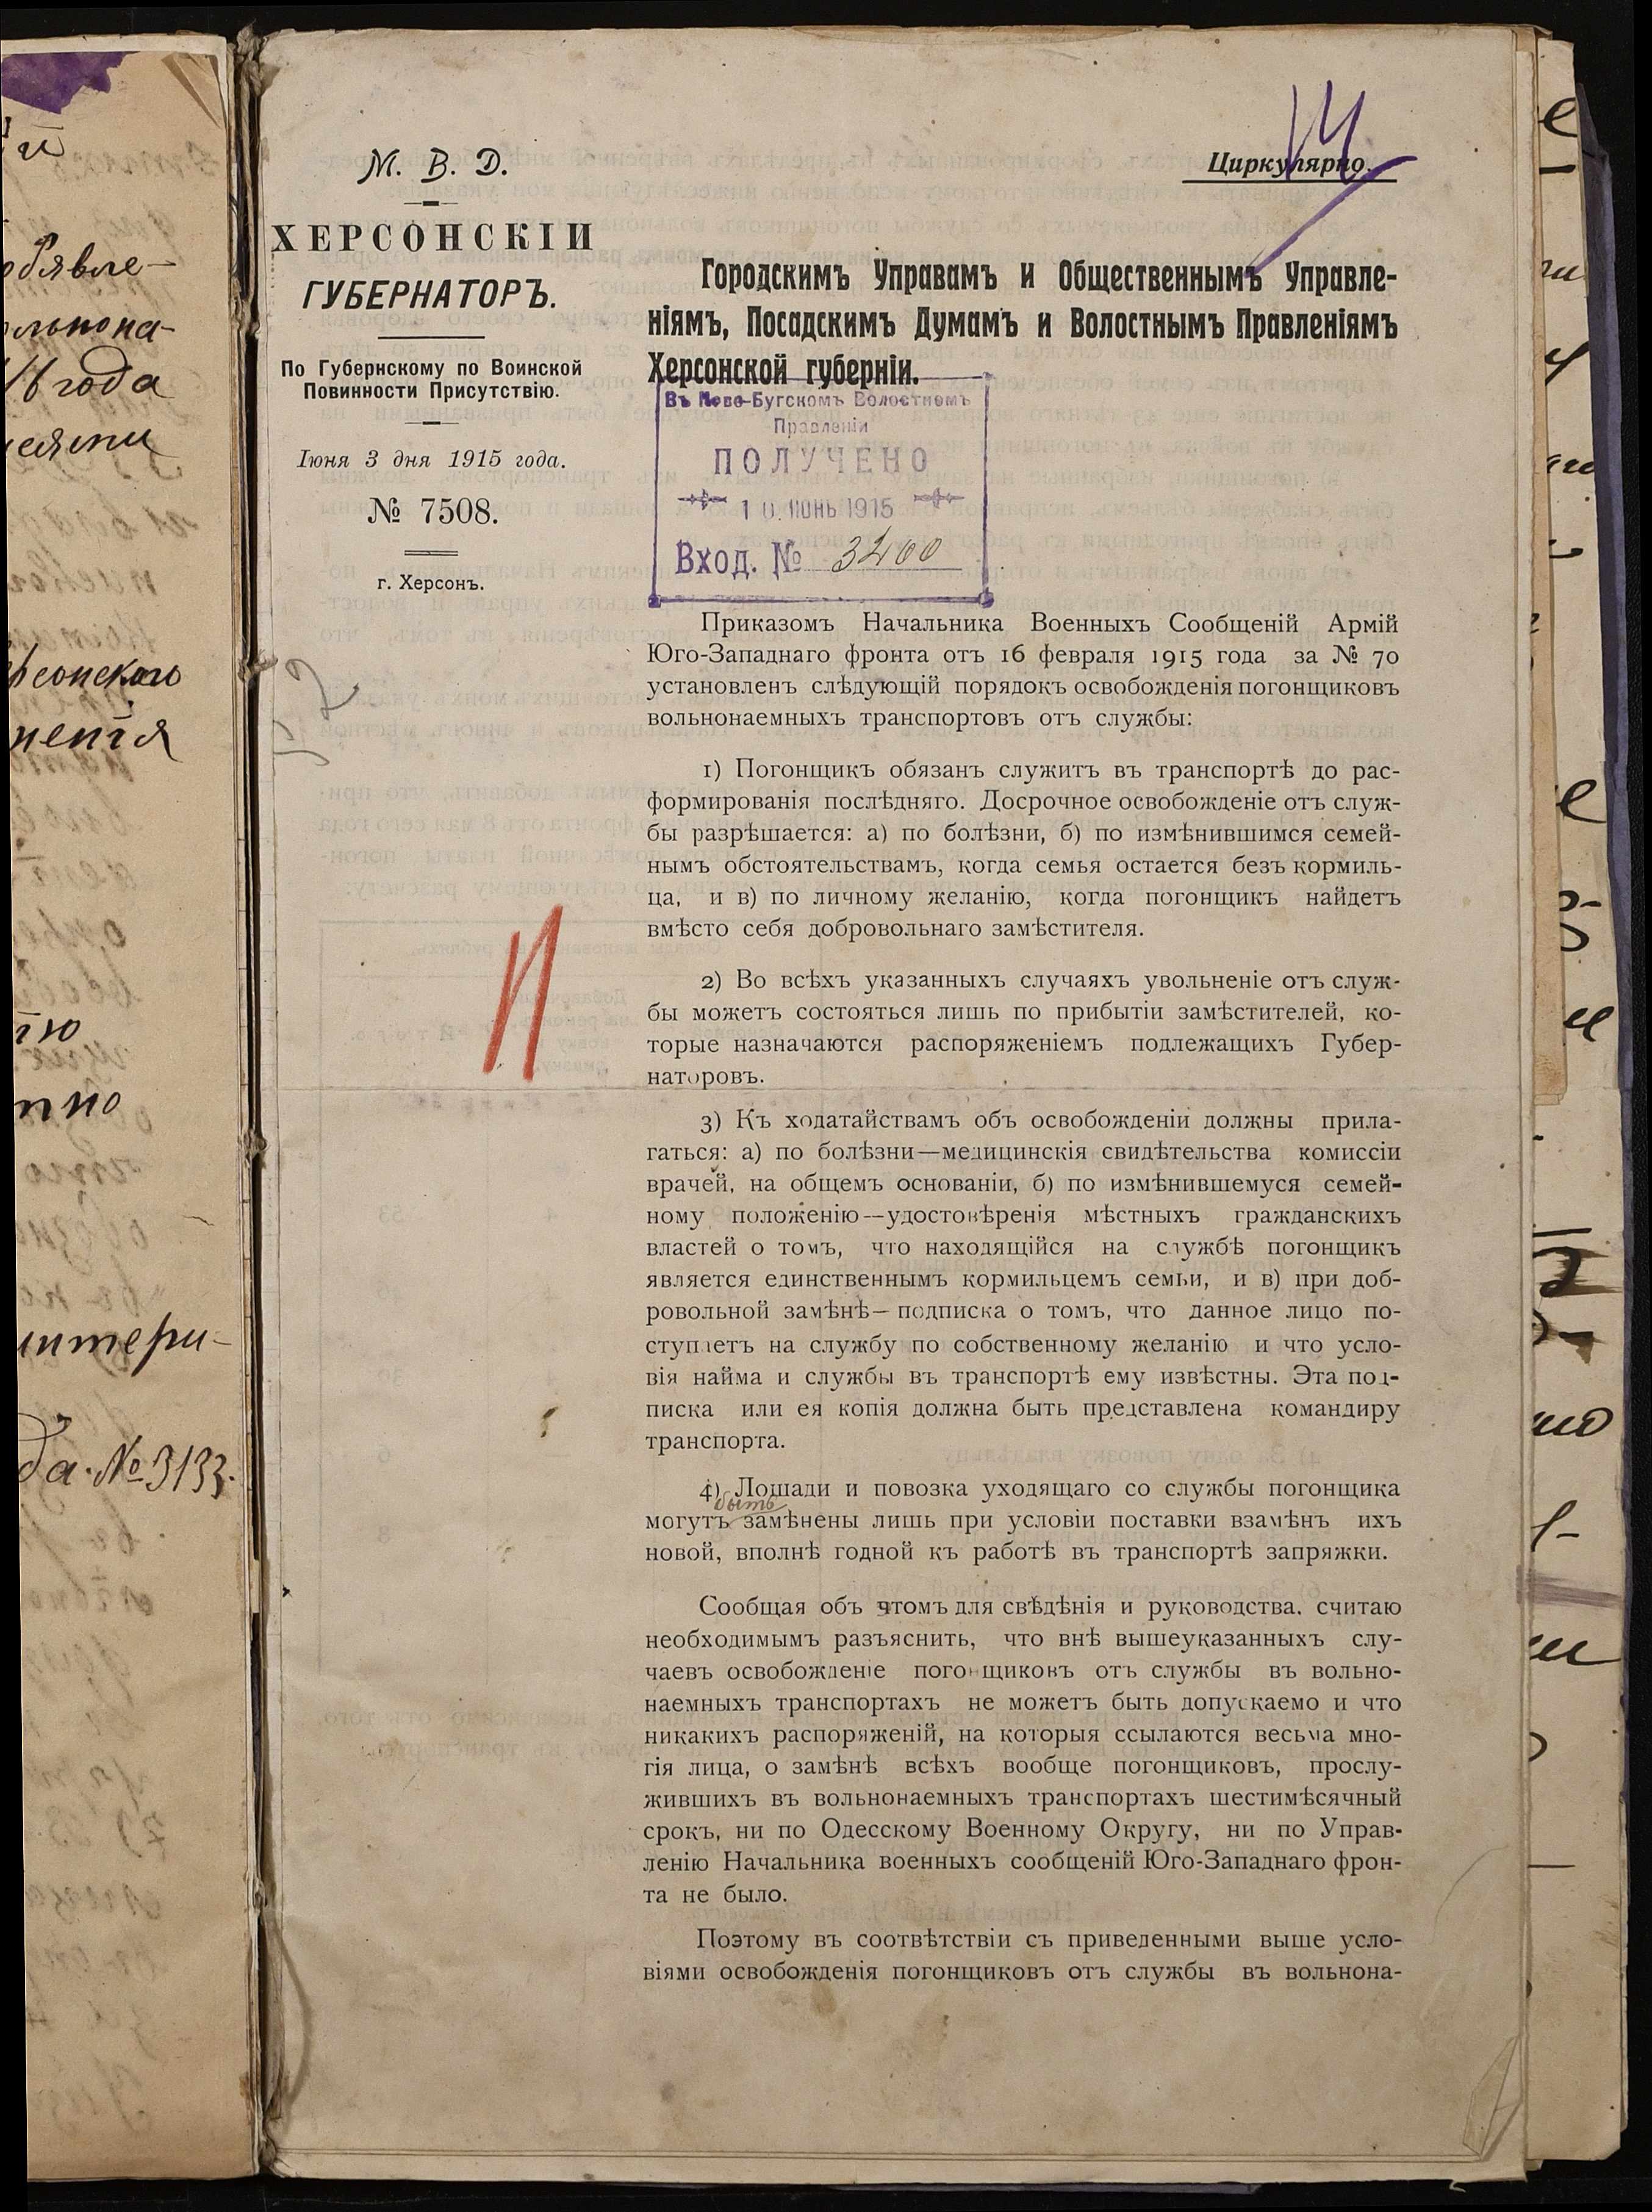 М. В. Д.
ХЕРСОНСКІЙ
ГУБЕРНАТОРЪ.
По Губернскому по Воинской
Повинности Присутствію.
Іюня 3 дня 1915 года.
№ 7508.
г. Херсонъ.
Циркулярно.
Городскимъ Управамъ и Общественнымъ Управле-
ніямъ, Посадскимъ Думамъ и Волостнымъ Правленіямъ
Херсонской губерніи.
Въ Ново-Бугскомъ Волостномъ
Правленіи
ПОЛУЧЕНО
10. ІЮНЬ 1915
Вход. № 3400
Приказомъ Начальника Военныхъ Сообщеній Армій
Юго-Западнаго фронта отъ 16 февраля 1915 года за № 70
установленъ слѣдующій порядокъ освобожденія погонщиковъ
вольнонаемныхъ транспортовъ отъ службы:
1) Погонщикъ обязанъ служитъ въ транспортѣ до рас-
формированія послѣдняго. Досрочное освобожденіе отъ служ-
бы разрѣшается: а) по болѣзни, б) по измѣнившимся семей-
нымъ обстоятельствамъ, когда семья остается безъ кормиль-
ца, и в) по личному желанію, когда погонщикъ найдетъ
вмѣсто себя добровольнаго замѣстителя.
2) Во всѣхъ указанныхъ случаяхъ увольненіе отъ служ-
бы можетъ состояться лишь по прибытіи замѣстителей, ко-
торые назначаются распоряженіемъ подлежащихъ Губер-
наторовъ.
3) Къ ходатайствамъ объ освобожденіи должны прила-
гаться: а) по болѣзни—медицинскія свидѣтельства комиссіи
врачей, на общемъ основаніи, б) по измѣнившемуся семей-
ному положенію—удостовѣренія мѣстныхъ гражданскихъ
властей о томъ, что находящійся на службѣ погонщикъ
является единственнымъ кормильцемъ семьи, и в) при доб-
ровольной замѣнѣ—подписка о томъ, что данное лицо по-
ступаетъ на службу по собственному желанію и что усло-
вія найма и службы въ транспортѣ ему извѣстны. Эта под-
писка или ея копія должна быть представлена командиру
транспорта.
4) Лошади и повозка уходящаго со службы погонщика
быть
могутъ замѣнены лишь при условіи поставки взамѣнъ ихъ
новой, вполнѣ годной къ работѣ въ транспортѣ запряжки.
Сообщая объ этомъ для свѣдѣнія и руководства, считаю
необходимымъ разъяснить, что внѣ вышеуказанныхъ слу-
чаевъ освобожденіе погонщиковъ отъ службы въ вольно-
наемныхъ транспортахъ не можетъ быть допускаемо и что
никакихъ распоряженій, на которыя ссылаются весьма мно-
гія лица, о замѣнѣ всѣхъ вообще погонщиковъ, прослу-
жившихъ въ вольнонаемныхъ транспортахъ шестимѣсячный
срокъ, ни по Одесскому Военному Округу, ни по Управ-
ленію Начальника военныхъ сообщеній Юго-Западнаго фрон-
та не было.
Поэтому въ соотвѣтствіи съ приведенными выше усло-
віями освобожденія погонщиковъ отъ службы въ вольнона-
16 года
да. № 3133.